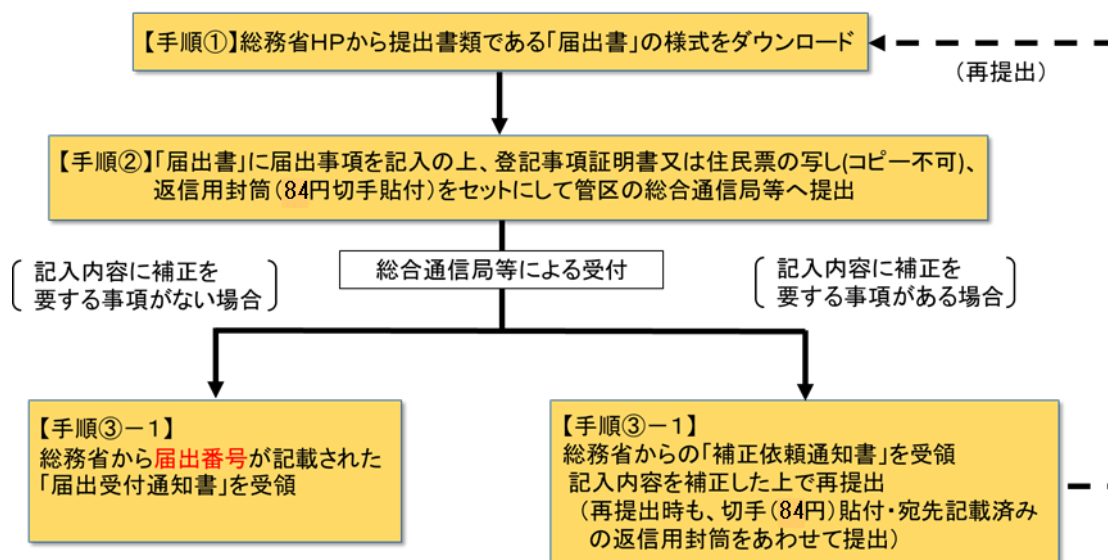 【手順①】総務省HPから提出書類である「届出書」の様式をダウンロード
（再提出）
【手順②】「届出書」に届出事項を記入の上、登記事項証明書又は住民票の写し(コピー不可)、
返信用封筒（84円切手貼付）をセットにして管区の総合通信局等へ提出
記入内容に補正を
要する事項がない場合
総合通信局等による受付
記入内容に補正を
要する事項がある場合
【手順③－１】
総務省から届出番号が記載された
「届出受付通知書」を受領
【手順③－１】
総務省からの「補正依頼通知書」を受領
記入内容を補正した上で再提出
（再提出時も、切手（84円）貼付・宛先記載済み
の返信用封筒をあわせて提出）